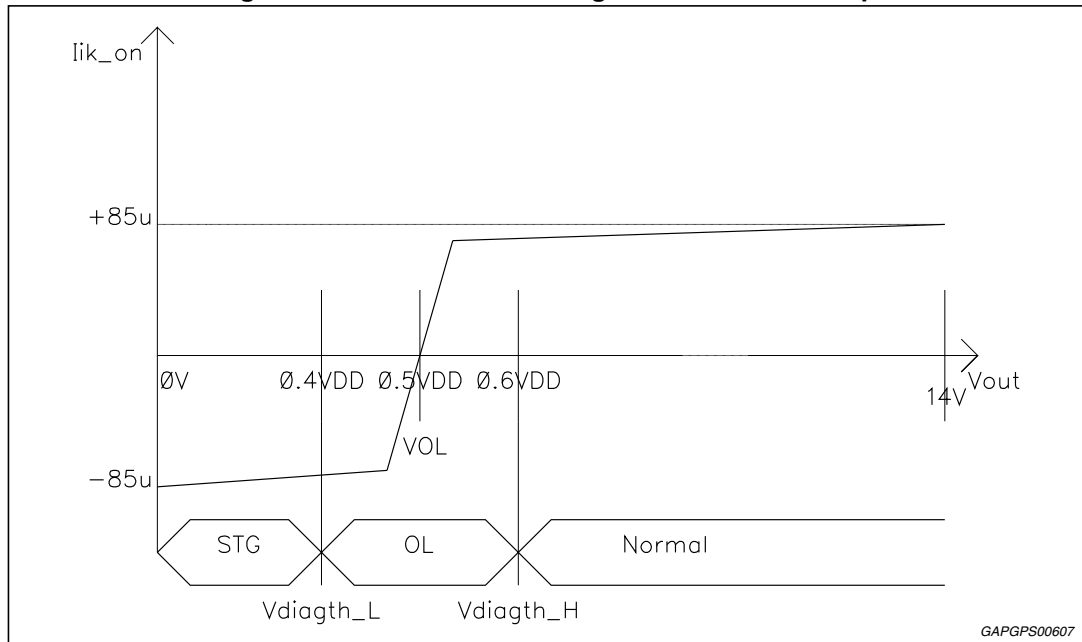 Iik_on
+85u
0V
0.4VDD
0.5VDD
0.6VDD
14V
Vout
VOL
-85u
STG
OL
Normal
Vdiagth_L
Vdiagth_H
GAPGPS00607